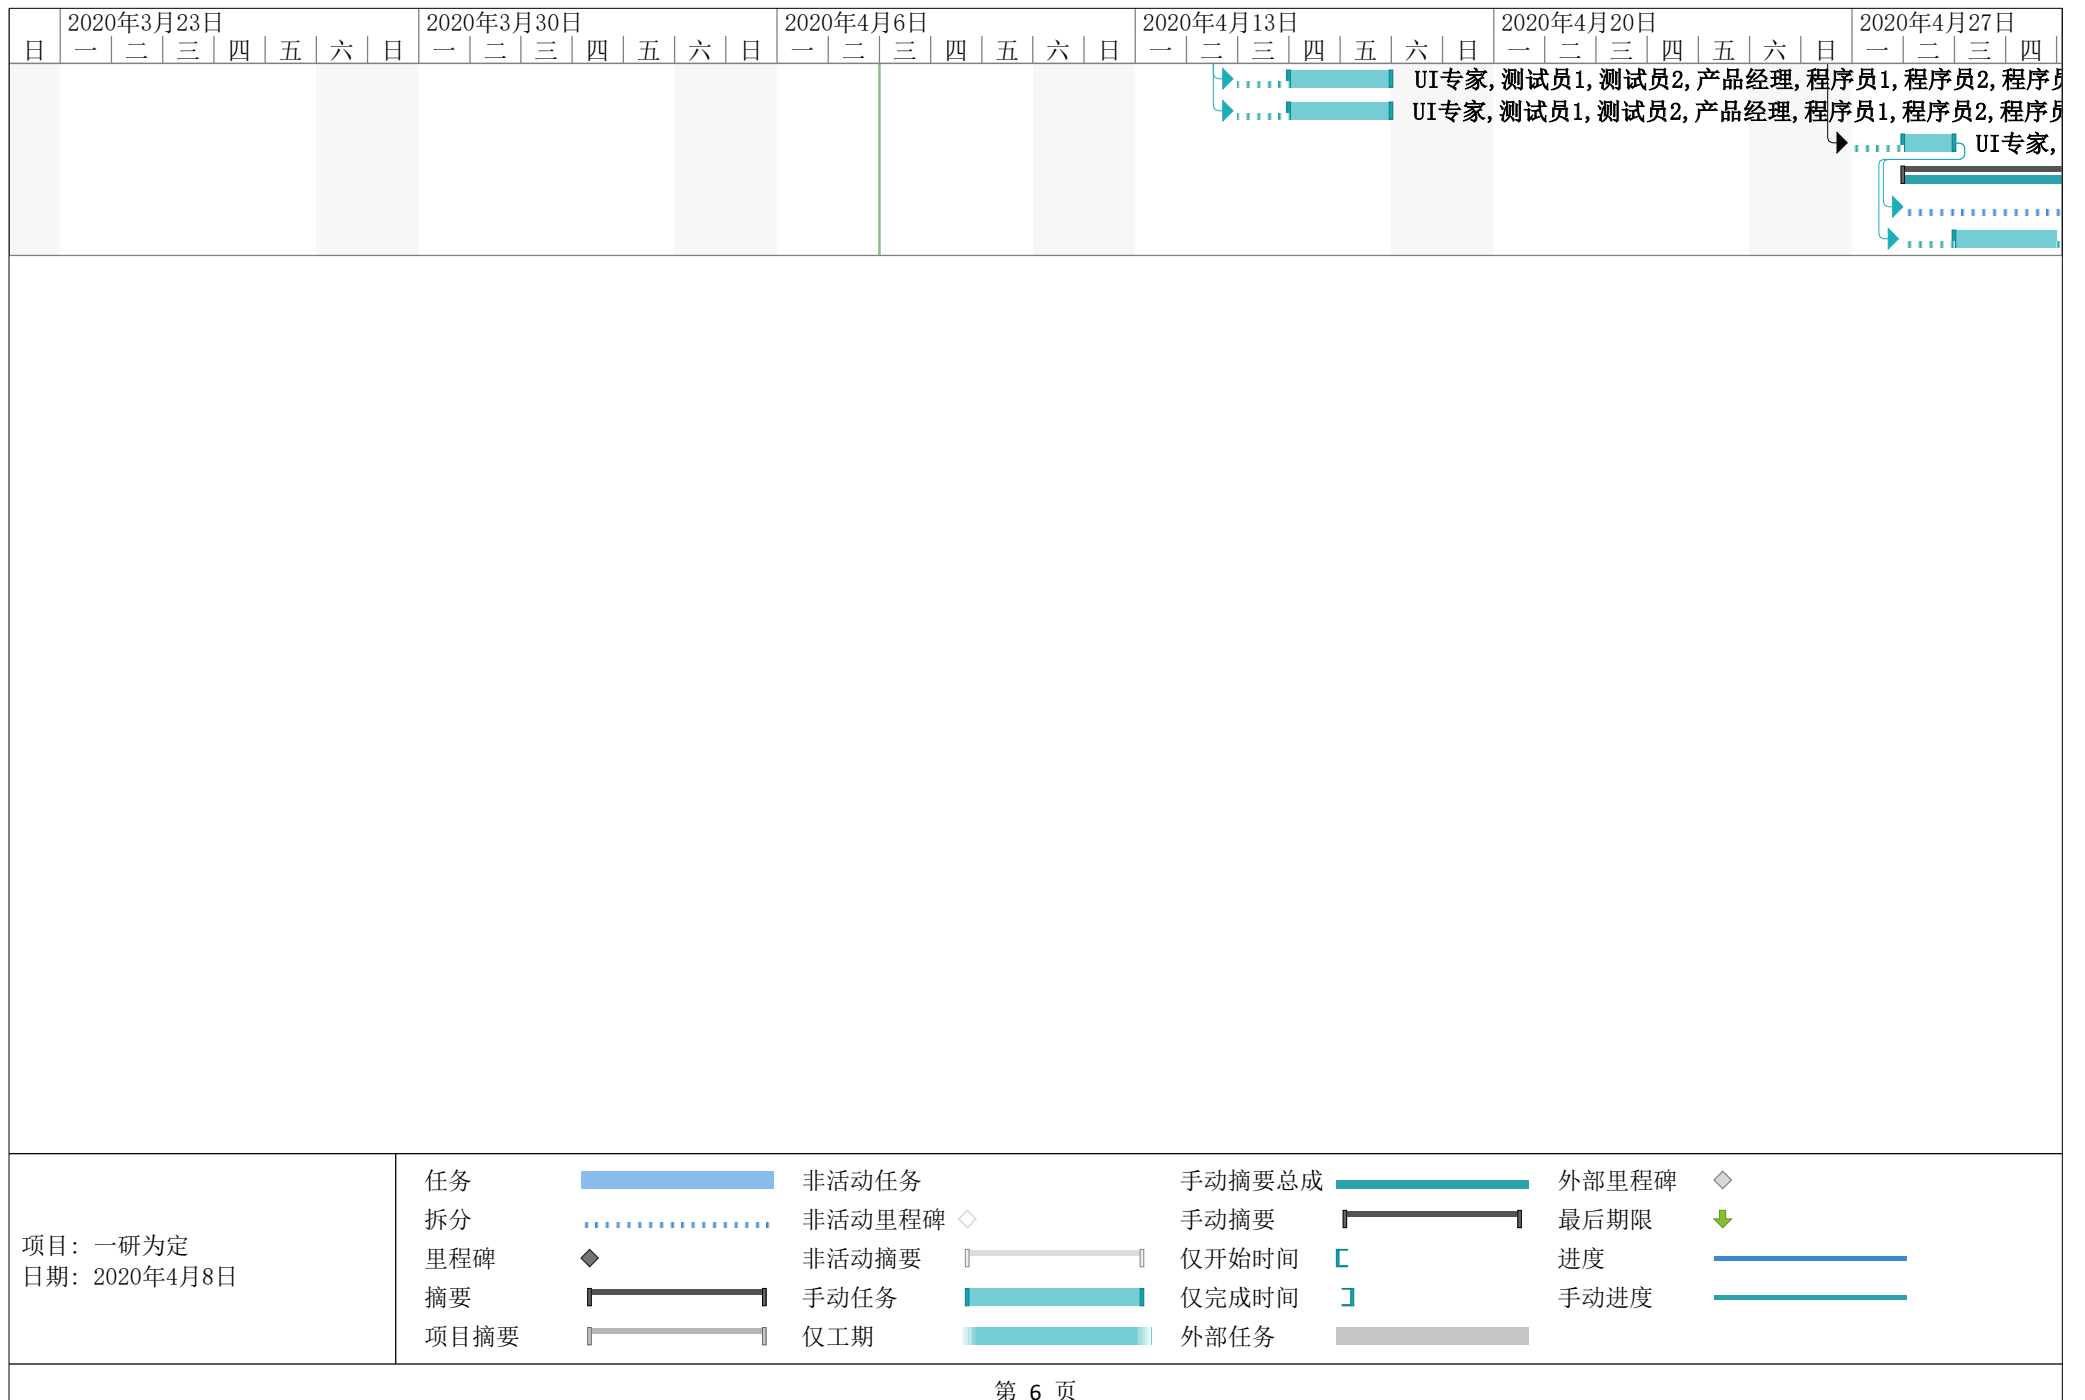 2020年3月23日 2020年3月30日 2020年4月6日 2020年4月13日 2020年4月20日 2020年4月27日
日 一 二 三 四 五 六 日 一 二 三 四 五 六 日 一 二 三 四 五 六 日 一 二 三 四 五 六 日 一 二 三 四 五 六 日 一 二 三 四
UI专家,测试员1,测试员2,产品经理,程序员1,程序员2,程序员
UI专家,测试员1,测试员2,产品经理,程序员1,程序员2,程序员
UI专家,
项目: 一研为定
日期: 2020年4月8日
任务
拆分
里程碑
摘要
项目摘要
非活动任务
非活动里程碑
非活动摘要
手动任务
仅工期
手动摘要总成
手动摘要
仅开始时间
仅完成时间
外部任务
外部里程碑
最后期限
进度
手动进度
第 6 页